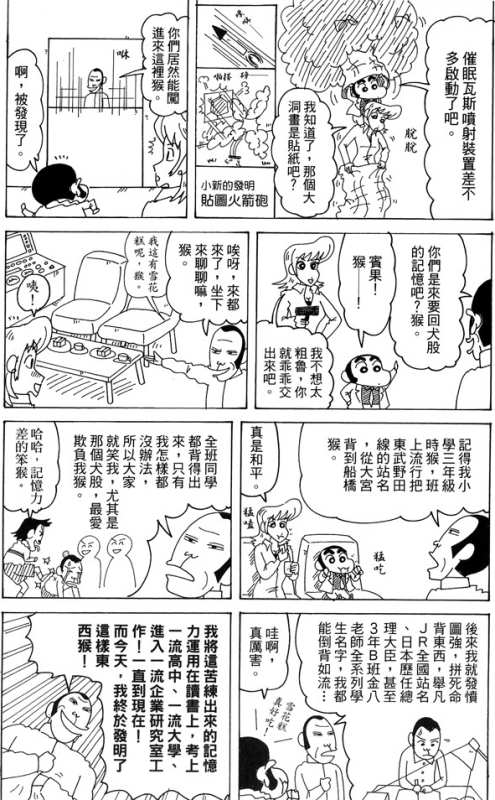 催眠瓦斯噴射裝置差不
多啟動了吧。
脫
脫
我知道了，那個大
洞畫是貼紙吧？
啪搭
碎
小新的發明
貼圖火箭砲
你們居然能闖
進來這裡猴。
咻
啊，被
發現了。
你們是來要回犬股
的記憶吧？猴。
賓果！
猴——！
我不想太
粗魯，你
就乖乖交
出來吧。
唉呀，來都
來了，坐下
來聊聊嘛，
猴。
我這有雪花
糕呢，猴。
咦！
記得我小
學三年級
時猴，班
上流行把
東武野田
線的站名
，從大宮
背到船橋
猴。
猛吃
猛嗑
真是和平。
全班同學
都背得出
來，只有
我怎樣都
沒辦法，
所以大家
就笑我，尤其是
那個犬股，最愛
欺負我猴。
哈哈，記憶力
差的笨猴。
後來我就發憤
圖強，拼死命
背東西，舉凡
JR全國站名
、日本歷任總
理大臣，甚至
3年B班金八
老師全系列學
生名字，我都
能倒背如流…
哇啊，
真厲害。
雪花糕
真好吃！
我將這苦練出來的記憶
力運用在讀書上，考上
一流高中、一流大學、
進入一流企業研究室工
作！一直到現在！
而今天，我終於發明了
這樣東
西猴！